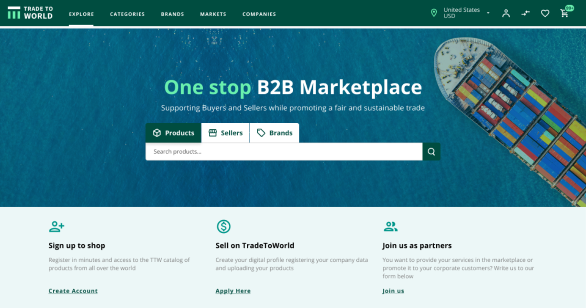 TRADE TO
WORLD
EXPLORE
CATEGORIES
BRANDS
MARKETS
COMPANIES
United States
USD
99+
One stop B2B Marketplace
Supporting Buyers and Sellers while promoting a fair and sustainable trade
Products
Sellers
Brands
Search products...
Sign up to shop
Register in minutes and access to the TTW catalog of
products from all over the world
Create Account
Sell on TradeToWorld
Create your digital profile registering your company data
and uploading your products
Apply Here
Join us as partners
You want to provide your services in the marketplace or
promote it to your corporate customers? Write us to our
form below
Join us